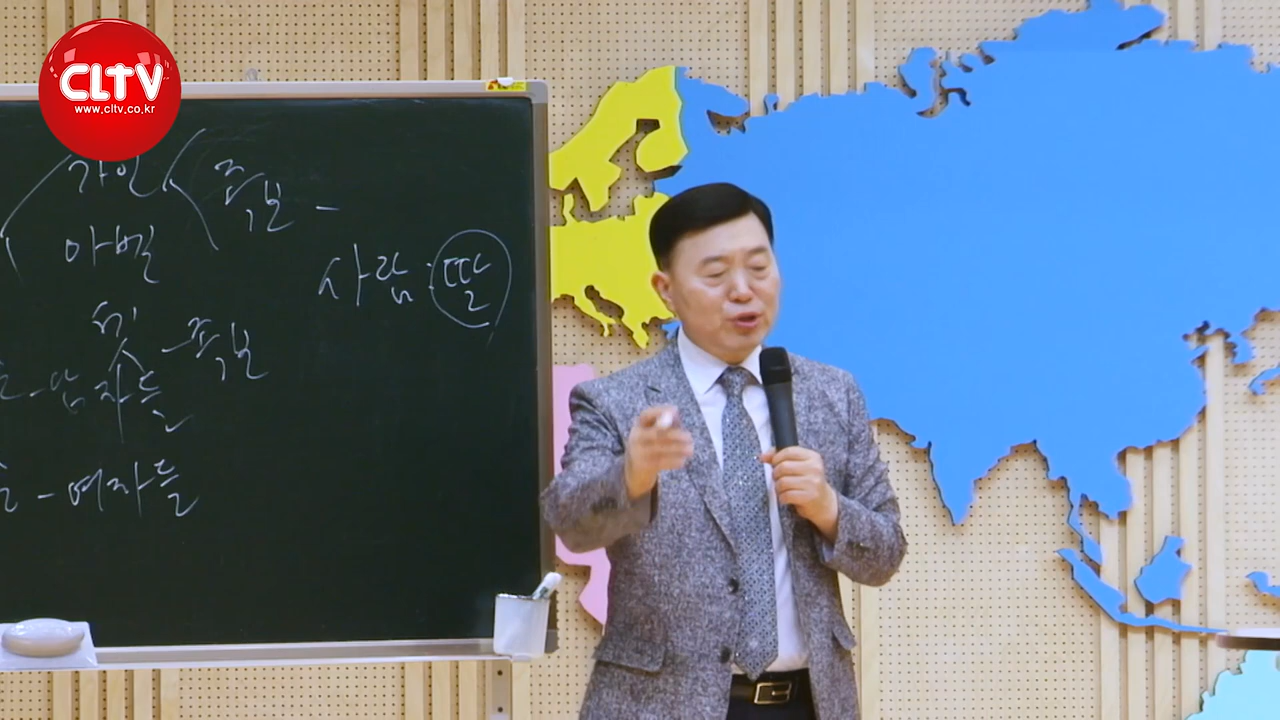 CLTV
www.cltv.co.kr
가인 족보 -
아벨
사람 : 딸
셋 - 족보
남자들
- 여자들